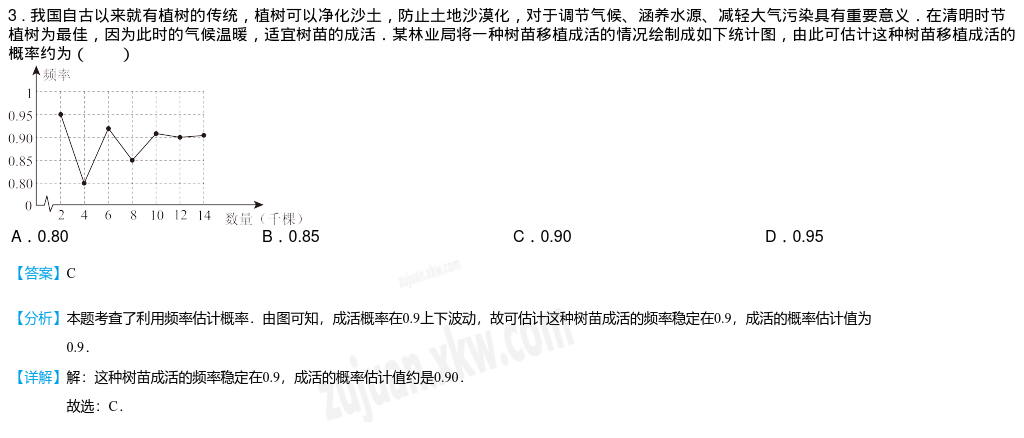 3．我国自古以来就有植树的传统，植树可以净化沙土，防止土地沙漠化，对于调节气候、涵养水源、减轻大气污染具有重要意义．在清明时节
植树为最佳，因为此时的气候温暖，适宜树苗的成活．某林业局将一种树苗移植成活的情况绘制成如下统计图，由此可估计这种树苗移植成活的
概率约为（　　）
频率
1
0.95
0.90
0.85
0.80
0
2 4 6 8 10 12 14 数量（千棵）
A．0.80 B．0.85 C．0.90 D．0.95
【答案】C
【分析】本题考查了利用频率估计概率．由图可知，成活概率在0.9上下波动，故可估计这种树苗成活的频率稳定在0.9，成活的概率估计值为
0.9．
【详解】解：这种树苗成活的频率稳定在0.9，成活的概率估计值约是0.90．
故选：C．
zujuan.xkw.com
zujuan.xkw.com